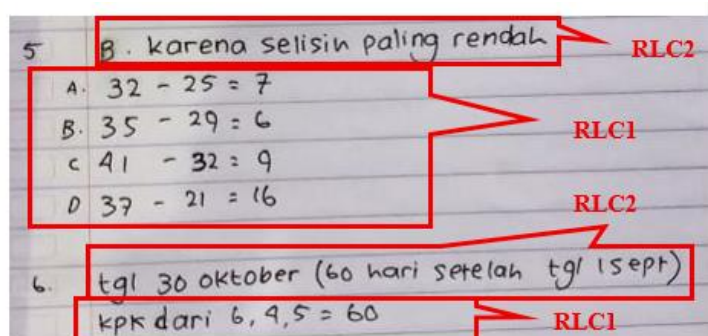 5 B. karena selisih paling rendah RLC2
A. 32 - 25 = 7
B. 35 - 29 = 6 RLC1
C 41 - 32 = 9
D 37 - 21 = 16 RLC2
6. tgl 30 oktober (60 hari setelah tgl 1 sept)
kpk dari 6, 4, 5 = 60 RLC1